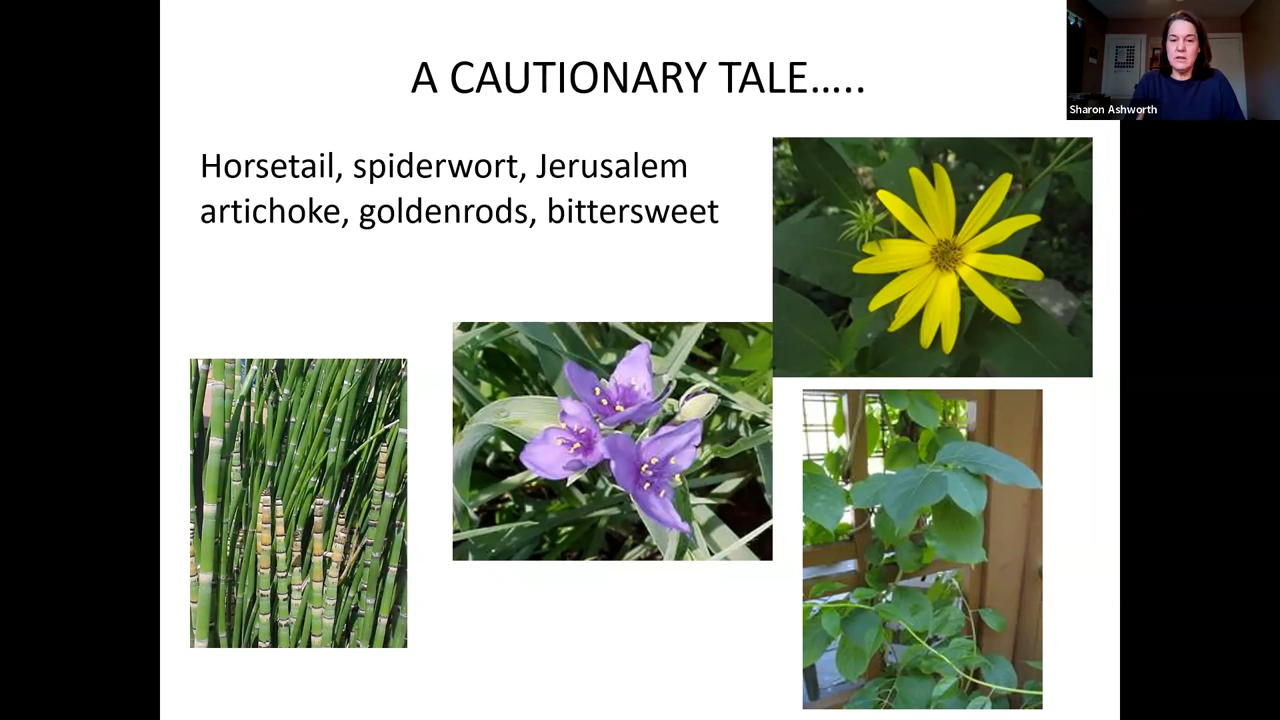 A CAUTIONARY TALE.....
Sharon Ashworth
Horsetail, spiderwort, Jerusalem
artichoke, goldenrods, bittersweet